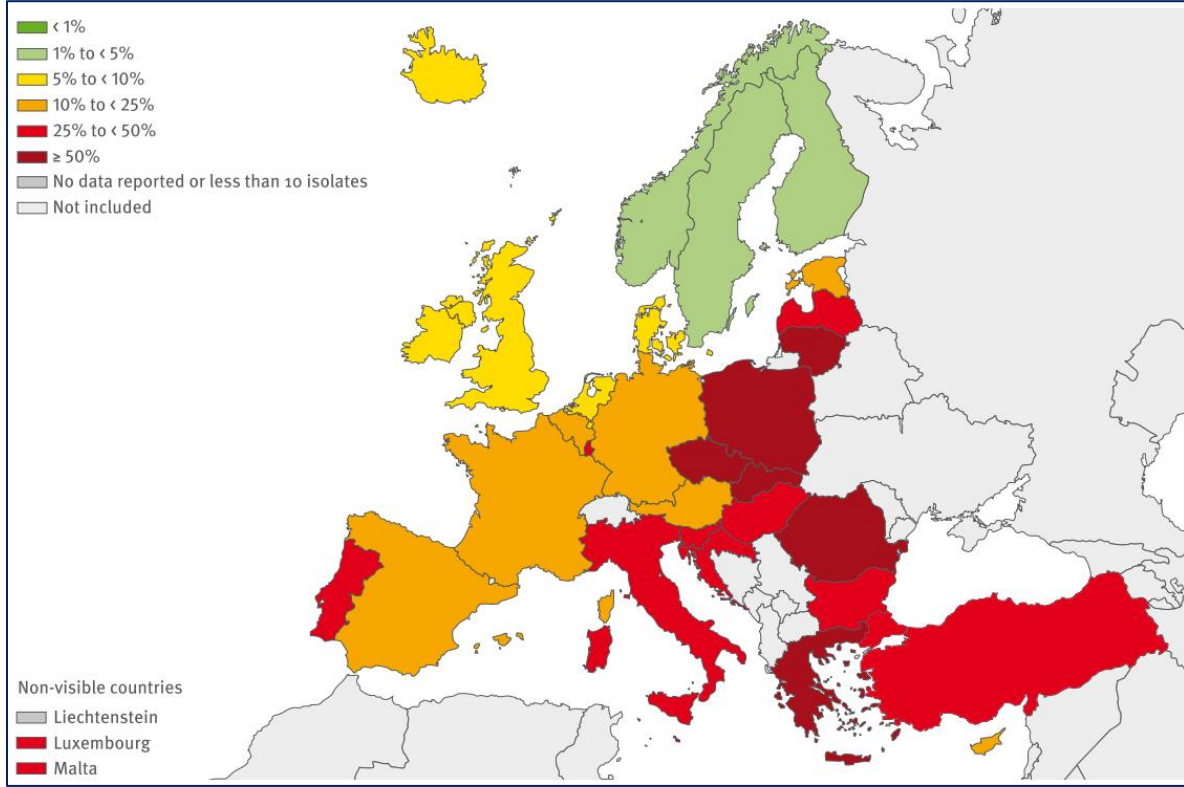 < 1%
1% to < 5%
5% to < 10%
10% to < 25%
25% to < 50%
≥ 50%
No data reported or less than 10 isolates
Not included
Non-visible countries
Liechtenstein
Luxembourg
Malta